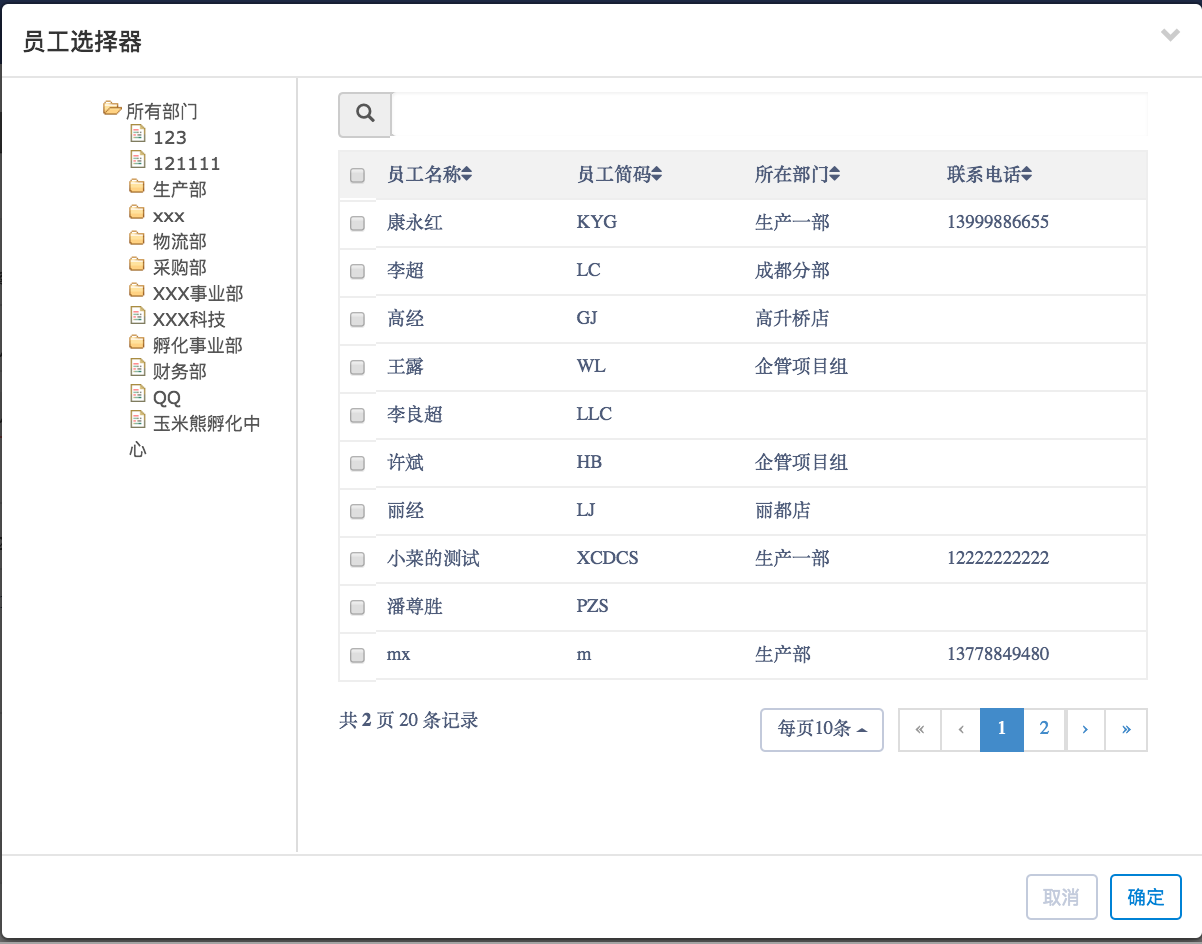 员工选择器
所有部门
123
121111
生产部
xxx
物流部
采购部
XXX事业部
XXX科技
孵化事业部
财务部
QQ
玉米熊孵化中
心
员工名称 员工简码 所在部门 联系电话
康永红 KYG 生产一部 13999886655
李超 LC 成都分部
高经 GJ 高升桥店
王露 WL 企管项目组
李良超 LLC
许斌 HB 企管项目组
丽经 LJ 丽都店
小菜的测试 XCDCS 生产一部 12222222222
潘尊胜 PZS
mx m 生产部 13778849480
共 2 页 20 条记录 每页10条 « ‹ 1 2 › »
取消 确定